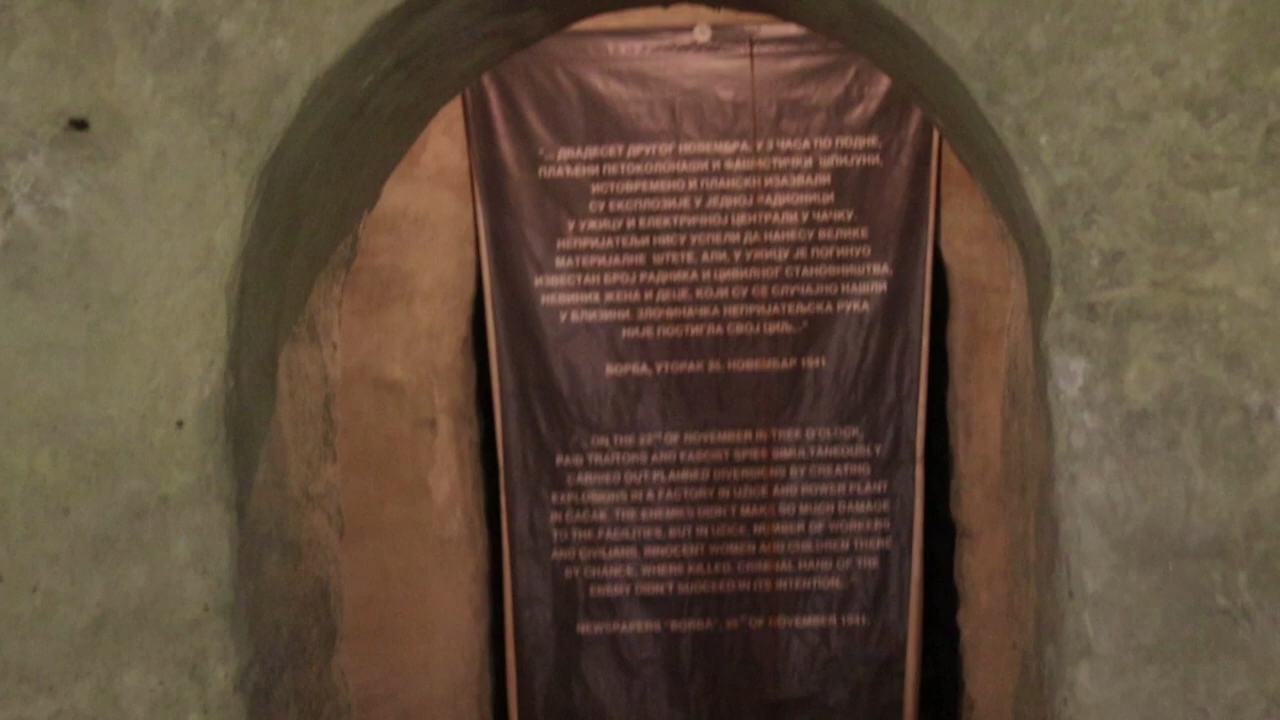 "... ДВАДЕСЕТ ДРУГОГ НОВЕМБРА, У 3 ЧАСА ПО ПОДНЕ,
ПЛАЋЕНИ ПЕТОКОЛОНАШИ И ФАШИСТИЧКИ ШПИЈУНИ,
ИСТОВРЕМЕНО И ПЛАНСКИ ИЗАЗВАЛИ
СУ ЕКСПЛОЗИЈЕ У ЈЕДНОЈ РАДИОНИЦИ
У УЖИЦУ И ЕЛЕКТРИЧНОЈ ЦЕНТРАЛИ У ЧАЧКУ.
НЕПРИЈАТЕЉИ НИСУ УСПЕЛИ ДА НАНЕСУ ВЕЛИКЕ
МАТЕРИЈАЛНЕ ШТЕТЕ, АЛИ, У УЖИЦУ ЈЕ ПОГИНУО
ИЗВЕСТАН БРОЈ РАДНИКА И ЦИВИЛНОГ СТАНОВНИШТВА,
НЕВИНИХ ЖЕНА И ДЕЦЕ, КОЈИ СУ СЕ СЛУЧАЈНО НАШЛИ
У БЛИЗИНИ. ЗЛОЧИНАЧКА НЕПРИЈАТЕЉСКА РУКА
НИЈЕ ПОСТИГЛА СВОЈ ЦИЉ..."
БОРБА, УТОРАК НОВЕМБАР 1941.
"... ON THE 22ND OF NOVEMBER IN TREE O'CLOCK,
PAID TRAITORS AND FASCIST SPIES SIMULTANEOUSLY
CARRIED OUT PLANNED DIVERSIONS BY CREATING
EXPLOSIONS IN A FACTORY IN UZICE AND POWER PLANT
IN CACAK. THE ENEMIES DIDN'T MAKE SO MUCH DAMAGE
TO THE FACILITIES, BUT IN UZICE, NUMBER OF WORKERS
AND CIVILIANS, INNOCENT WOMEN AND CHILDREN THERE
BY CHANCE, WHERE KILLED. CRIMINAL HAND OF THE
ENEMY DIDN'T SUCCEED IN ITS INTENTION.
NEWSPAPERS "BORBA", OF NOVEMBER 1941.